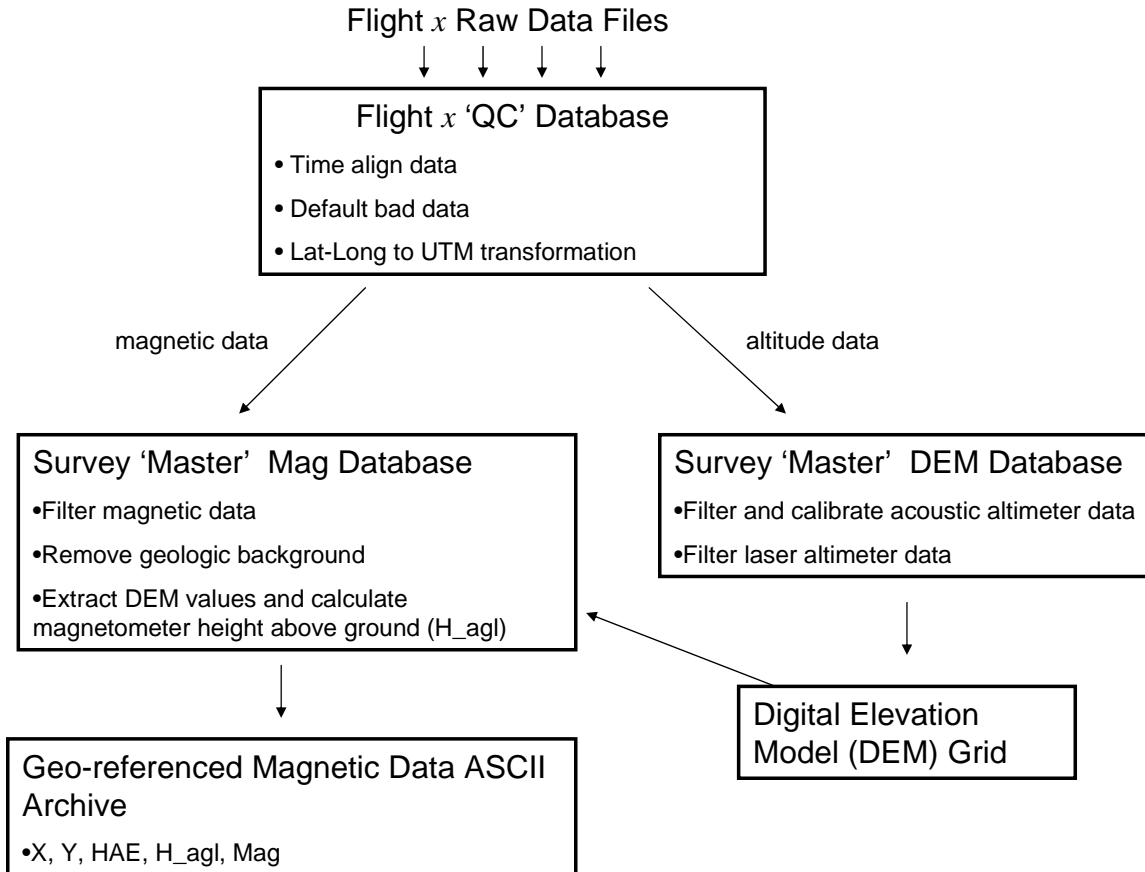 Flight x Raw Data Files
Flight x ‘QC’ Database
• Time align data
• Default bad data
• Lat-Long to UTM transformation
magnetic data
altitude data
Survey ‘Master’ Mag Database
•Filter magnetic data
•Remove geologic background
•Extract DEM values and calculate
magnetometer height above ground (H_agl)
Survey ‘Master’ DEM Database
•Filter and calibrate acoustic altimeter data
•Filter laser altimeter data
Digital Elevation
Model (DEM) Grid
Geo-referenced Magnetic Data ASCII
Archive
•X, Y, HAE, H_agl, Mag